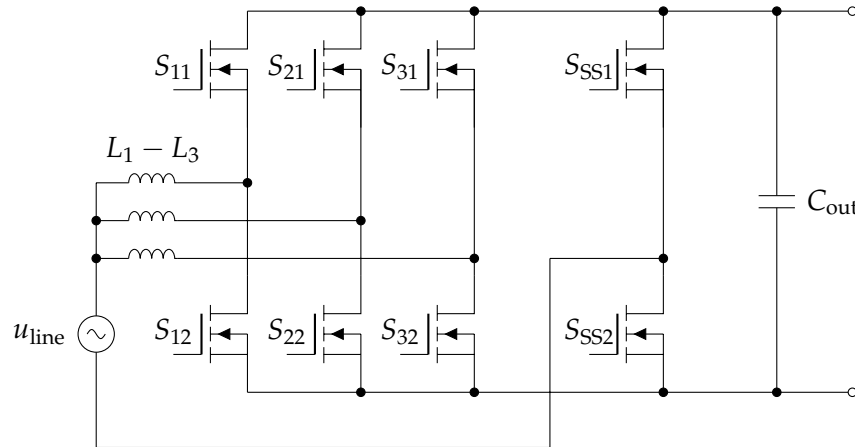 S11
S21
S31
SSS1
L1 − L3
Cout
uline
S12
S22
S32
SSS2